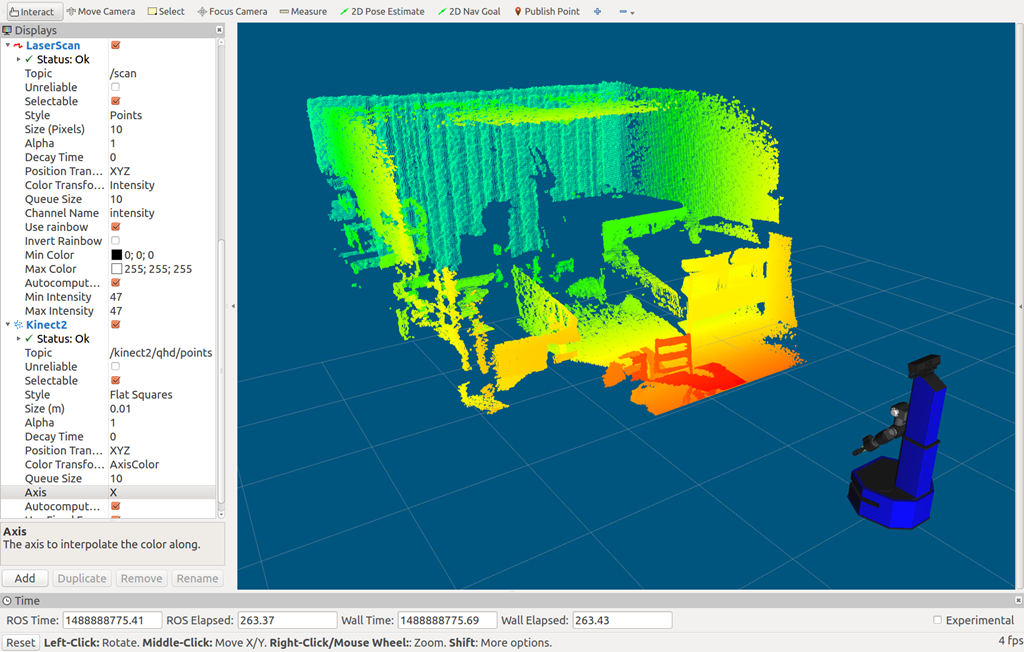 Interact Move Camera Select Focus Camera Measure 2D Pose Estimate 2D Nav Goal Publish Point
Displays
LaserScan
Status: Ok
Topic /scan
Unreliable
Selectable
Style Points
Size (Pixels) 10
Alpha 1
Decay Time 0
Position Tran... XYZ
Color Transfo... Intensity
Queue Size 10
Channel Name intensity
Use rainbow
Invert Rainbow
Min Color 0; 0; 0
Max Color 255; 255; 255
Autocomput...
Min Intensity 47
Max Intensity 47
Kinect2
Status: Ok
Topic /kinect2/qhd/points
Unreliable
Selectable
Style Flat Squares
Size (m) 0.01
Alpha 1
Decay Time 0
Position Tran... XYZ
Color Transfo... AxisColor
Queue Size 10
Axis X
Autocomput...
Axis
The axis to interpolate the color along.
Add Duplicate Remove Rename
Time
ROS Time: 1488888775.41 ROS Elapsed: 263.37 Wall Time: 1488888775.69 Wall Elapsed: 263.43 Experimental
Reset Left-Click: Rotate. Middle-Click: Move X/Y. Right-Click/Mouse Wheel:: Zoom. Shift: More options. 4 fps